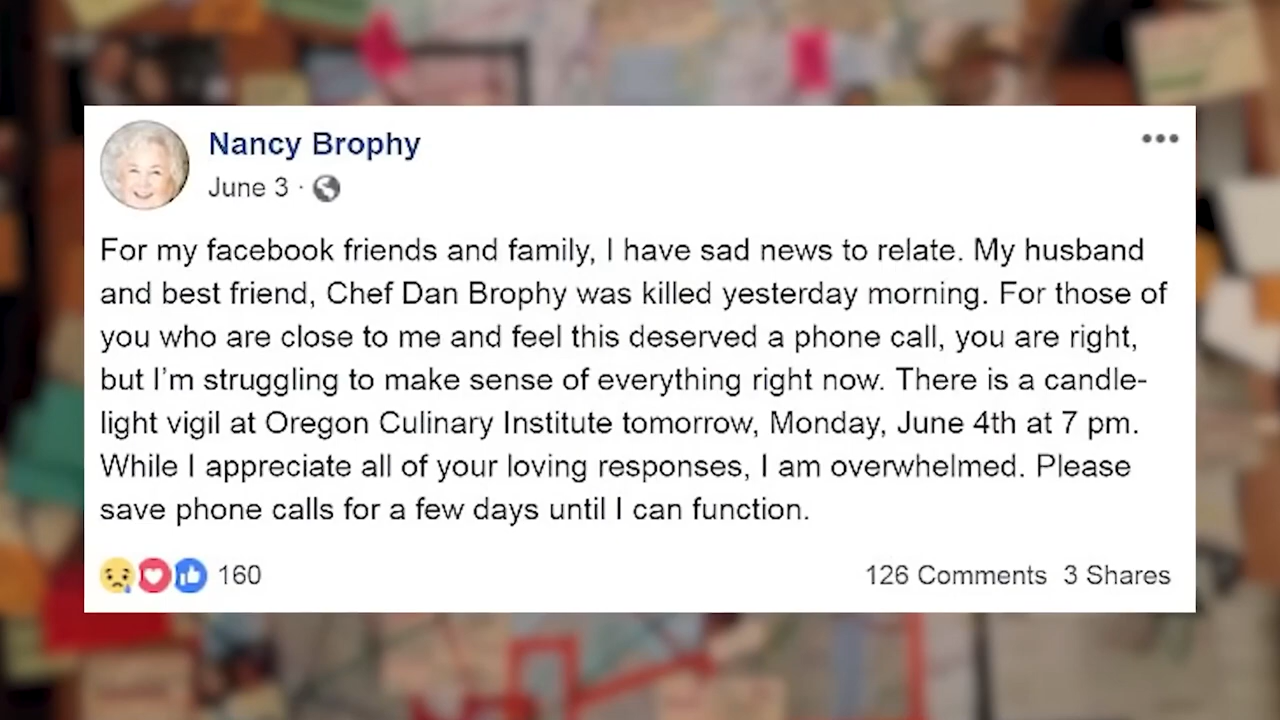 Nancy Brophy
June 3 ·
For my facebook friends and family, I have sad news to relate. My husband
and best friend, Chef Dan Brophy was killed yesterday morning. For those of
you who are close to me and feel this deserved a phone call, you are right,
but I’m struggling to make sense of everything right now. There is a candle-
light vigil at Oregon Culinary Institute tomorrow, Monday, June 4th at 7 pm.
While I appreciate all of your loving responses, I am overwhelmed. Please
save phone calls for a few days until I can function.
160 126 Comments 3 Shares